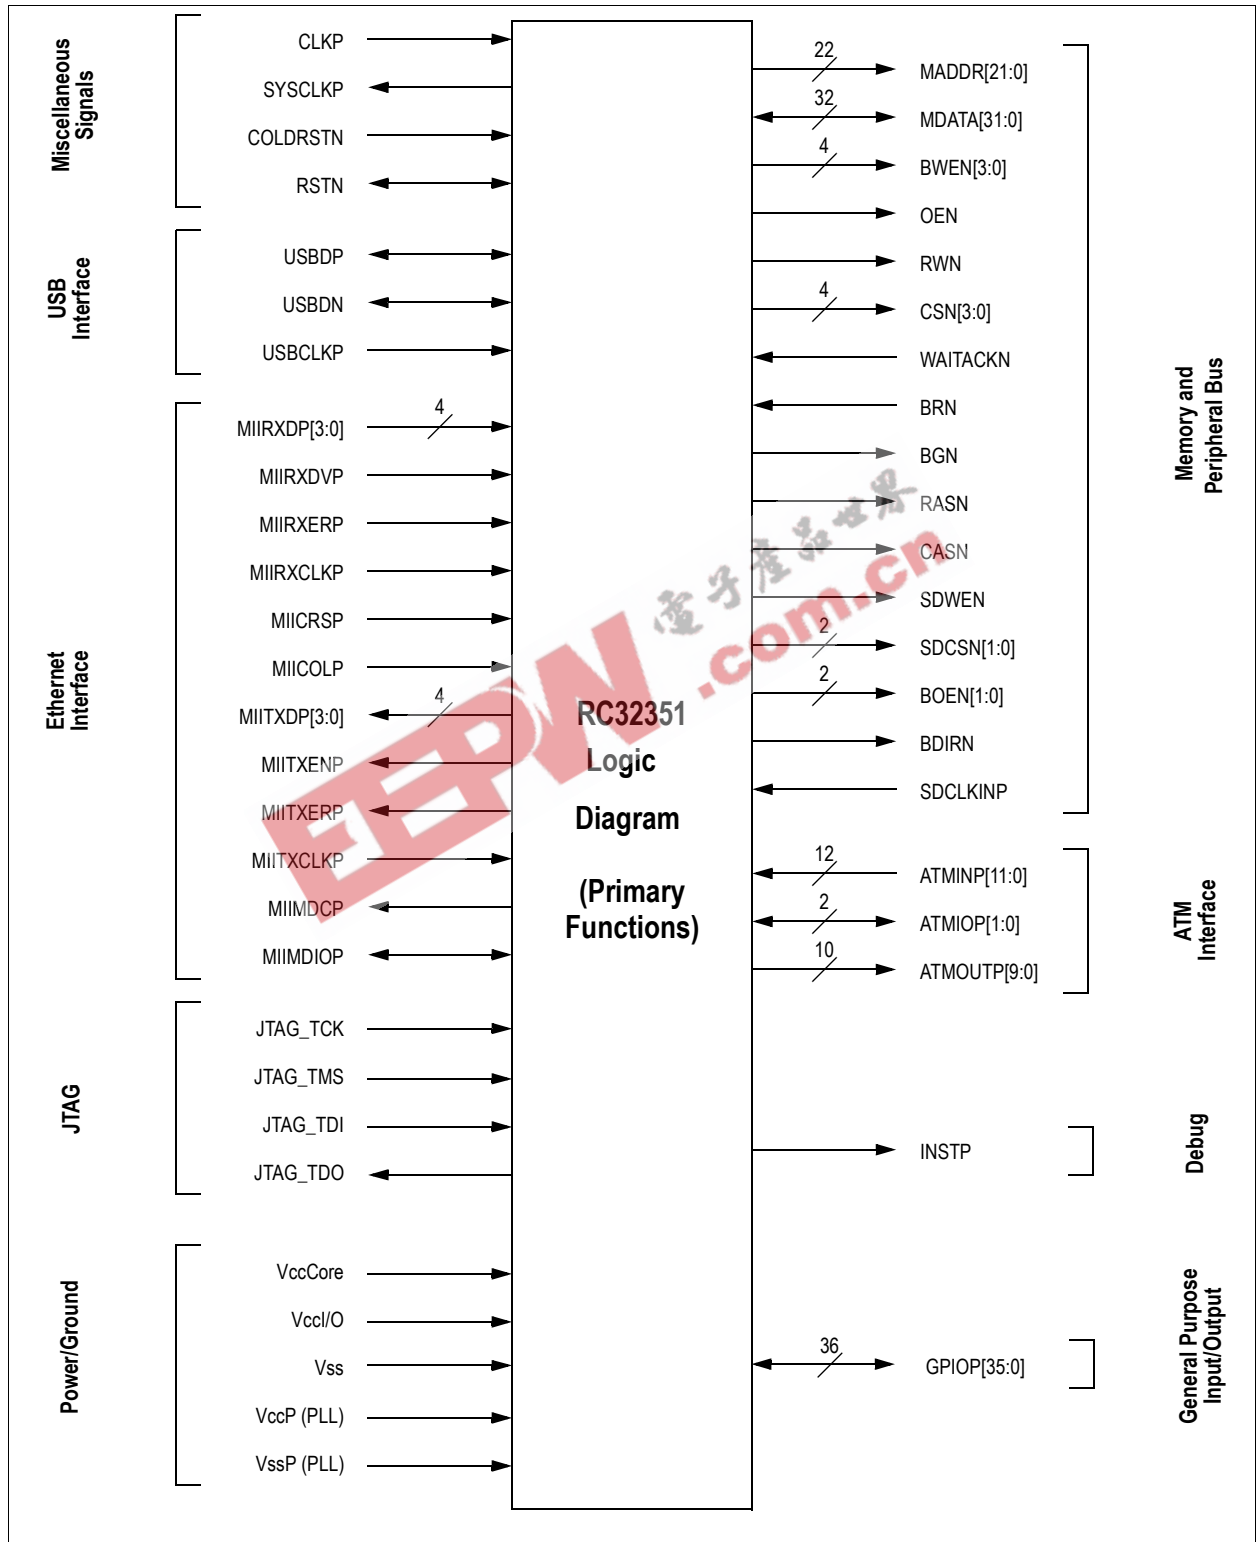 Miscellaneous
Signals
CLKP
SYSCLKP
COLDRSTN
RSTN
USB
Interface
USBDP
USBDN
USBCLKP
Ethernet
Interface
4
MIIRXDP[3:0]
MIIRXDVP
MIIRXERP
MIIRXCLKP
MIICRSP
MIICOLP
4
MIITXDP[3:0]
MIITXENP
MIITXERP
MIITXCLKP
MIIMDCP
MIIMDIOP
JTAG
JTAG_TCK
JTAG_TMS
JTAG_TDI
JTAG_TDO
Power/Ground
VccCore
VccI/O
Vss
VccP (PLL)
VssP (PLL)
RC32351
Logic
Diagram
(Primary
Functions)
22
MADDR[21:0]
32
MDATA[31:0]
4
BWEN[3:0]
OEN
RWN
4
CSN[3:0]
WAITACKN
BRN
BGN
RASN
CASN
SDWEN
2
SDCSN[1:0]
2
BOEN[1:0]
BDIRN
SDCLKINP
Memory and
Peripheral Bus
12
ATMINP[11:0]
2
ATMIOP[1:0]
10
ATMOUTP[9:0]
ATM
Interface
INSTP
Debug
36
GPIOP[35:0]
General Purpose
Input/Output
EEPW
.com.cn
電子產品世界